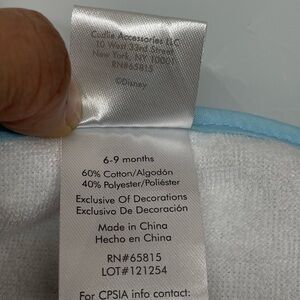 Cudlie Accessories LLC
10 West 33rd Street
New York, NY 10001
RN#65815
©Disney
6-9 months
60% Cotton/Algodón
40% Polyester/Poliéster
Exclusive Of Decorations
Exclusivo De Decoración
Made in China
Hecho en China
RN#65815
LOT#121254
For CPSIA info contact: